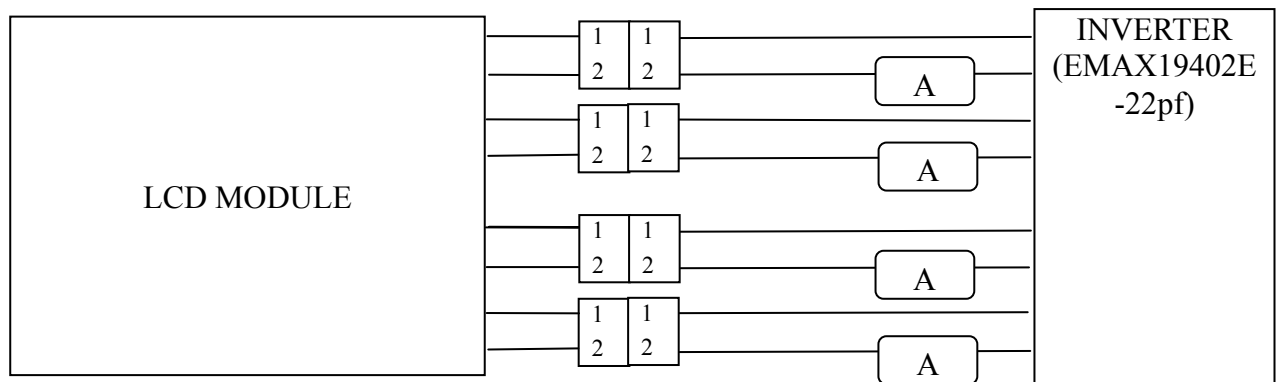 LCD MODULE
1 1
2 2
1 1
2 2
1 1
2 2
1 1
2 2
A
A
A
A
INVERTER
(EMAX19402E
-22pf)